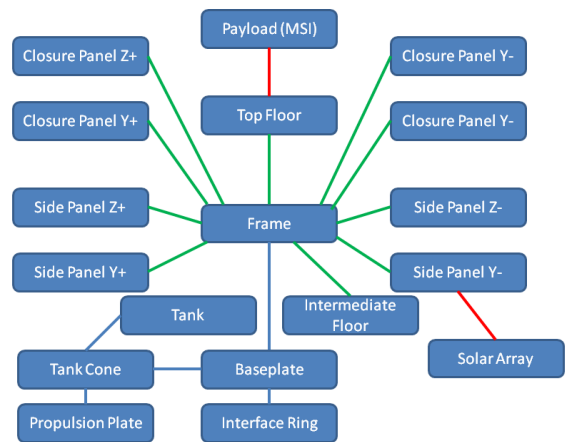 Payload (MSI)
Closure Panel Z+
Closure Panel Y-
Top Floor
Closure Panel Y+
Closure Panel Y-
Side Panel Z+
Frame
Side Panel Z-
Side Panel Y+
Side Panel Y-
Tank
Intermediate
Floor
Solar Array
Tank Cone
Baseplate
Propulsion Plate
Interface Ring